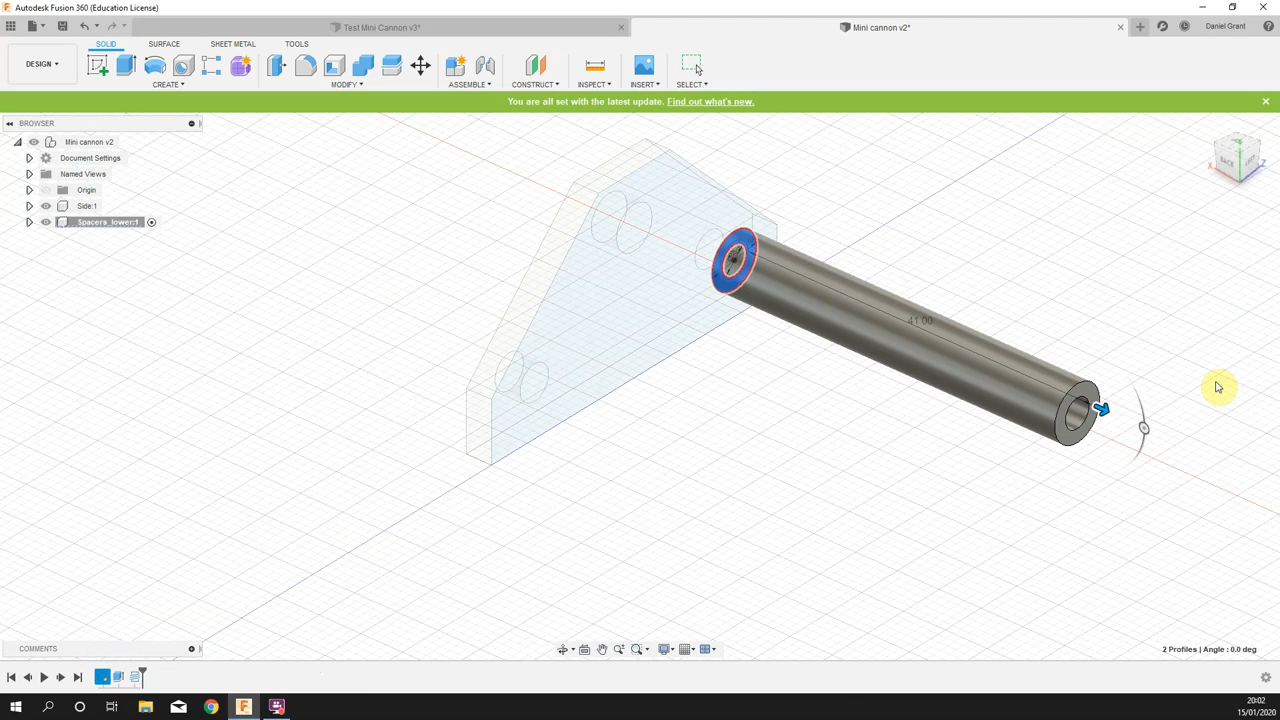 Autodesk Fusion 360 (Education License)
Test Mini Cannon v3*
Mini cannon v2*
Daniel Grant
DESIGN
SOLID SURFACE SHEET METAL TOOLS
CREATE MODIFY ASSEMBLE CONSTRUCT INSPECT INSERT SELECT
You are all set with the latest update. Find out what's new.
BROWSER
Mini cannon v2
Document Settings
Named Views
Origin
Side:1
Spacers_lower:1
41.00
BACK LEFT
X
Z
COMMENTS
2 Profiles | Angle : 0.0 deg
20:02
15/01/2020